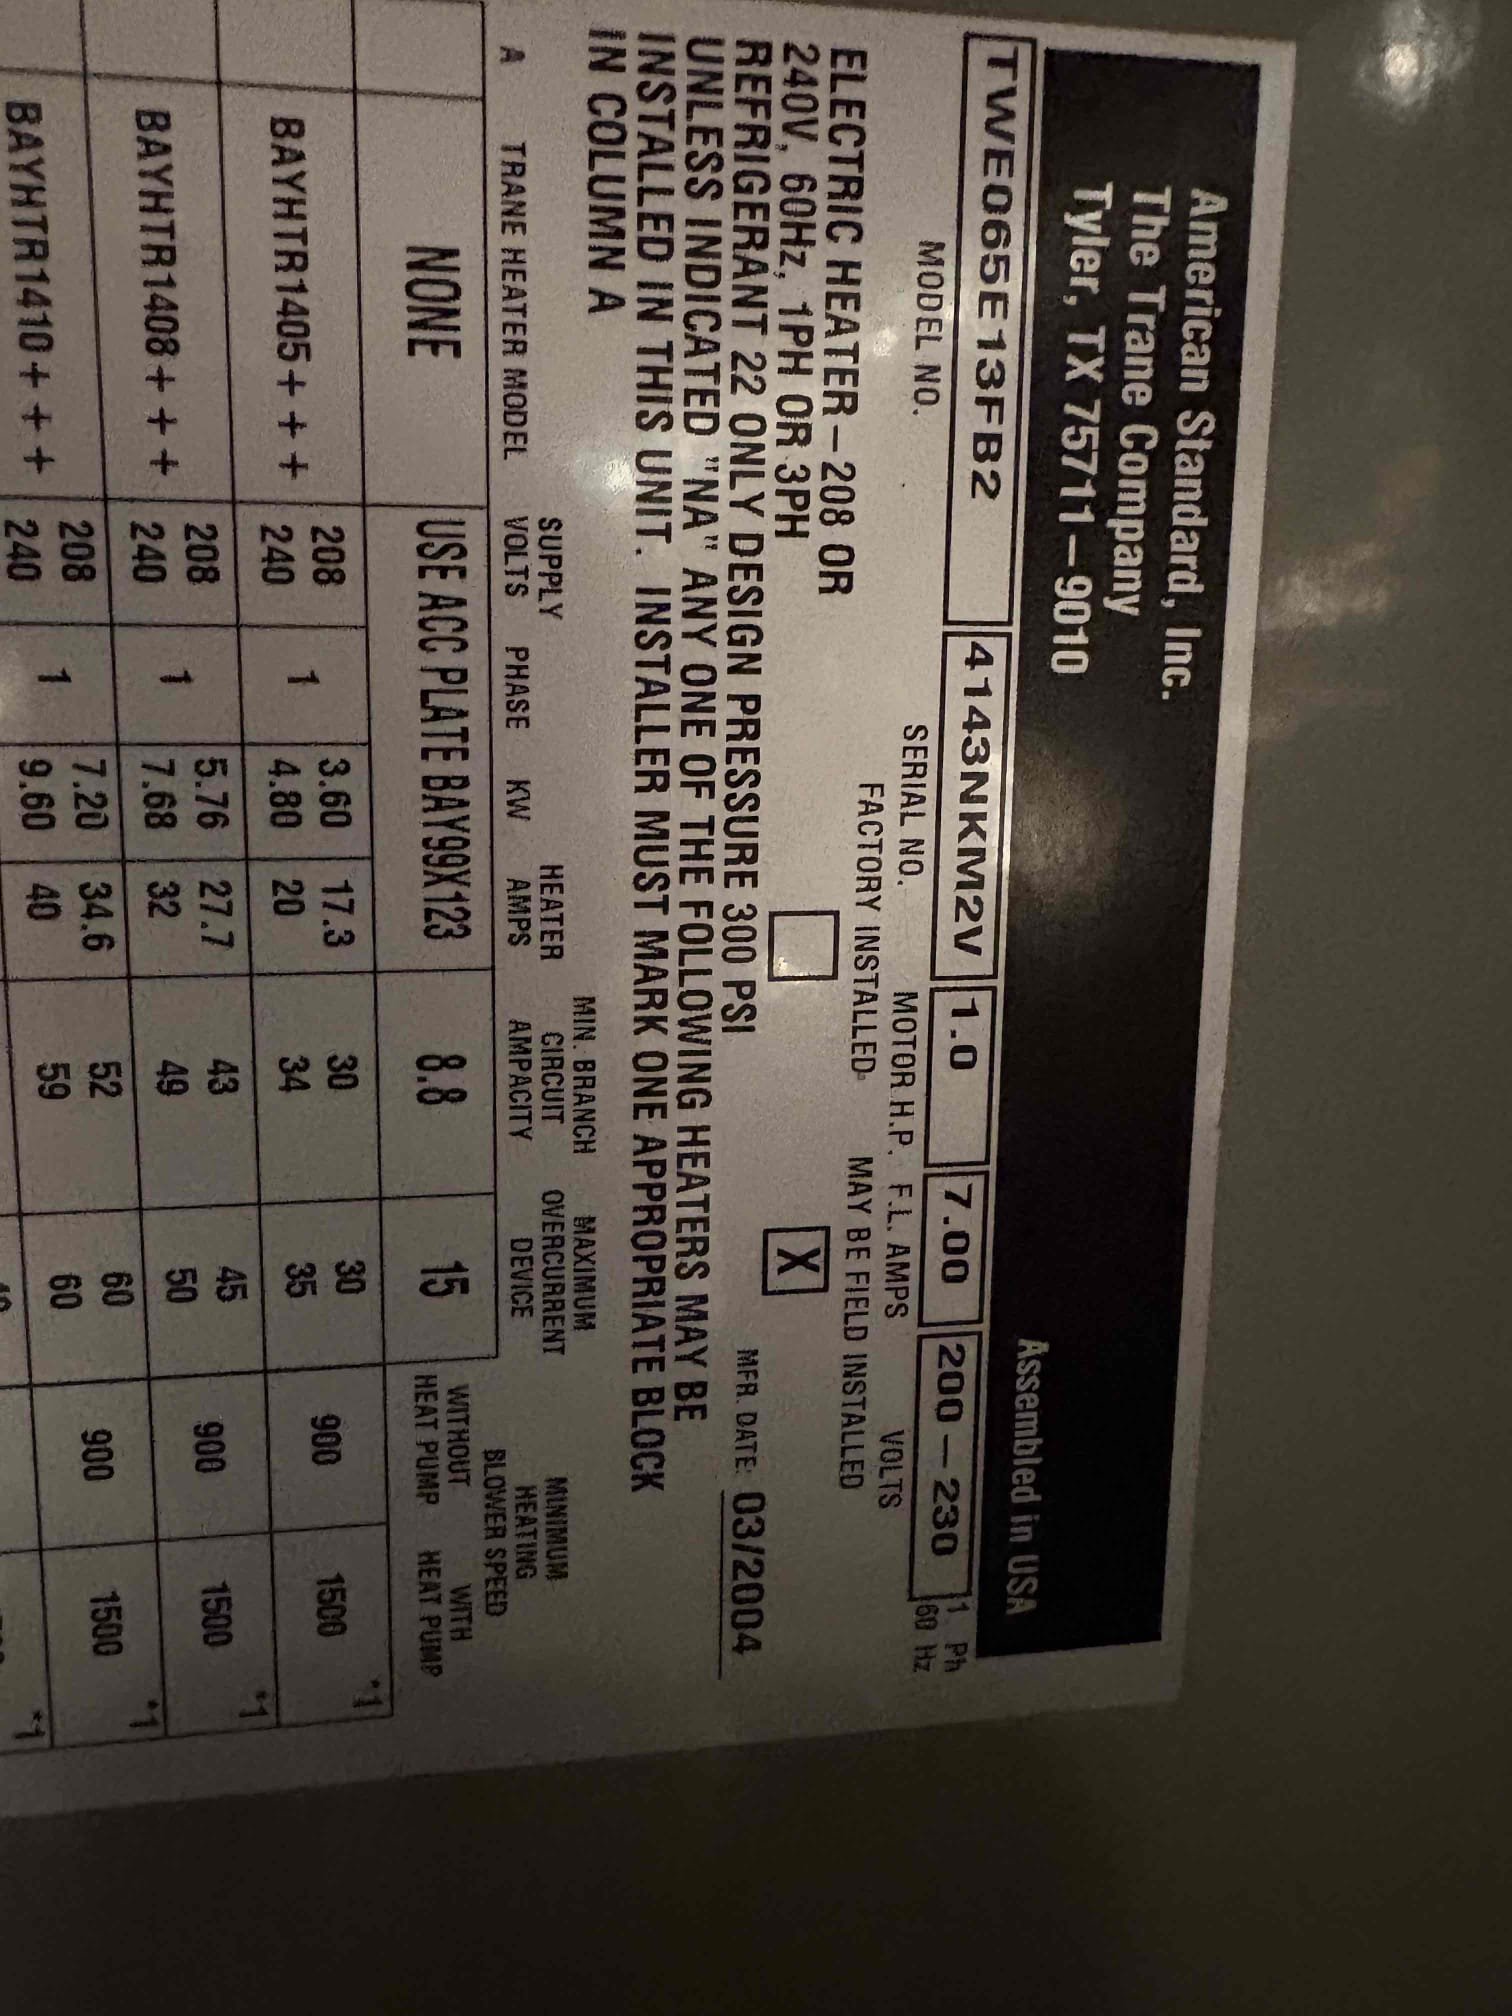 American Standard, Inc.
The Trane Company
Tyler, TX 75711-9010
Assembled in USA
TWE065E13FB2 4143NKM2V 1.0 7.00 200-230 1 Ph
60 Hz
MODEL NO. SERIAL NO. MOTOR H.P. F.L. AMPS VOLTS
FACTORY INSTALLED MAY BE FIELD INSTALLED
ELECTRIC HEATER-208 OR
240V, 60Hz, 1PH OR 3PH X
REFRIGERANT 22 ONLY DESIGN PRESSURE 300 PSI MFR. DATE: 03/2004
UNLESS INDICATED "NA" ANY ONE OF THE FOLLOWING HEATERS MAY BE
INSTALLED IN THIS UNIT. INSTALLER MUST MARK ONE APPROPRIATE BLOCK
IN COLUMN A
A
TRANE HEATER MODEL
SUPPLY
VOLTS
PHASE
KW
HEATER
AMPS
MIN. BRANCH
CIRCUIT
AMPACITY
MAXIMUM
OVERCURRENT
DEVICE
MINIMUM
HEATING
BLOWER SPEED
WITHOUT
HEAT PUMP
WITH
HEAT PUMP
NONE USE ACC PLATE BAY99X123 8.8 15
BAYHTR1405+++ 208 1 3.60 17.3 30 30 900 1500 *1
240 4.80 20 34 35
BAYHTR1408+++ 208 1 5.76 27.7 43 45 900 1500 *1
240 7.68 32 49 50
BAYHTR1410+++ 208 1 7.20 34.6 52 60 900 1500 *1
240 9.60 40 59 60
*1